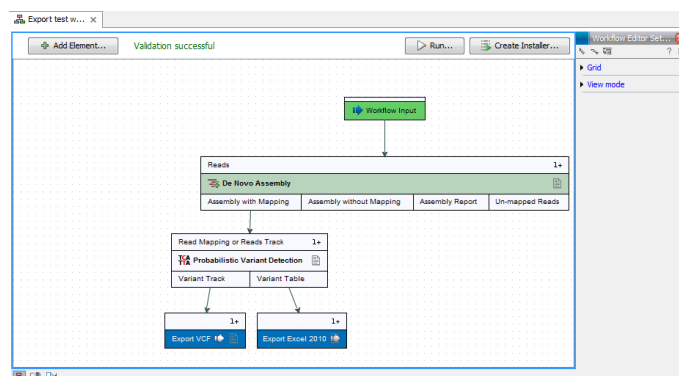 Export test w... ×
Add Element...
Validation successful
Run...
Create Installer...
Workflow Editor Set...
?
Grid
View mode
Workflow Input
Reads 1+
De Novo Assembly
Assembly with Mapping
Assembly without Mapping
Assembly Report
Un-mapped Reads
Read Mapping or Reads Track 1+
Probabilistic Variant Detection
Variant Track
Variant Table
1+
Export VCF
1+
Export Excel 2010